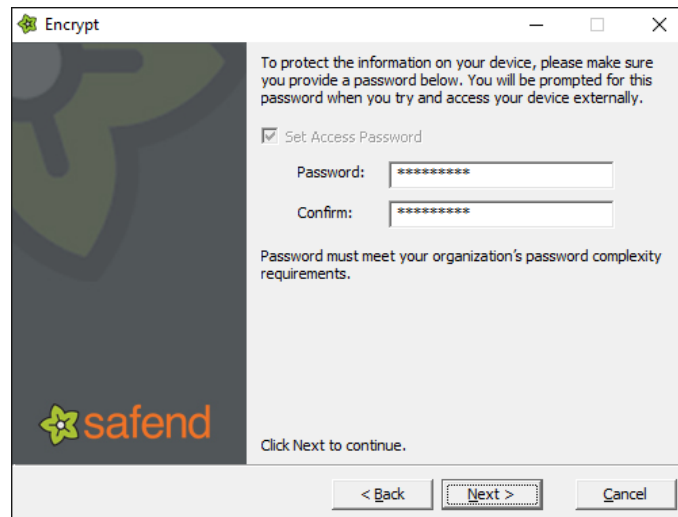 Encrypt
To protect the information on your device, please make sure
you provide a password below. You will be prompted for this
password when you try and access your device externally.
Set Access Password
Password: *********
Confirm: *********
Password must meet your organization's password complexity
requirements.
safend
Click Next to continue.
< Back Next > Cancel